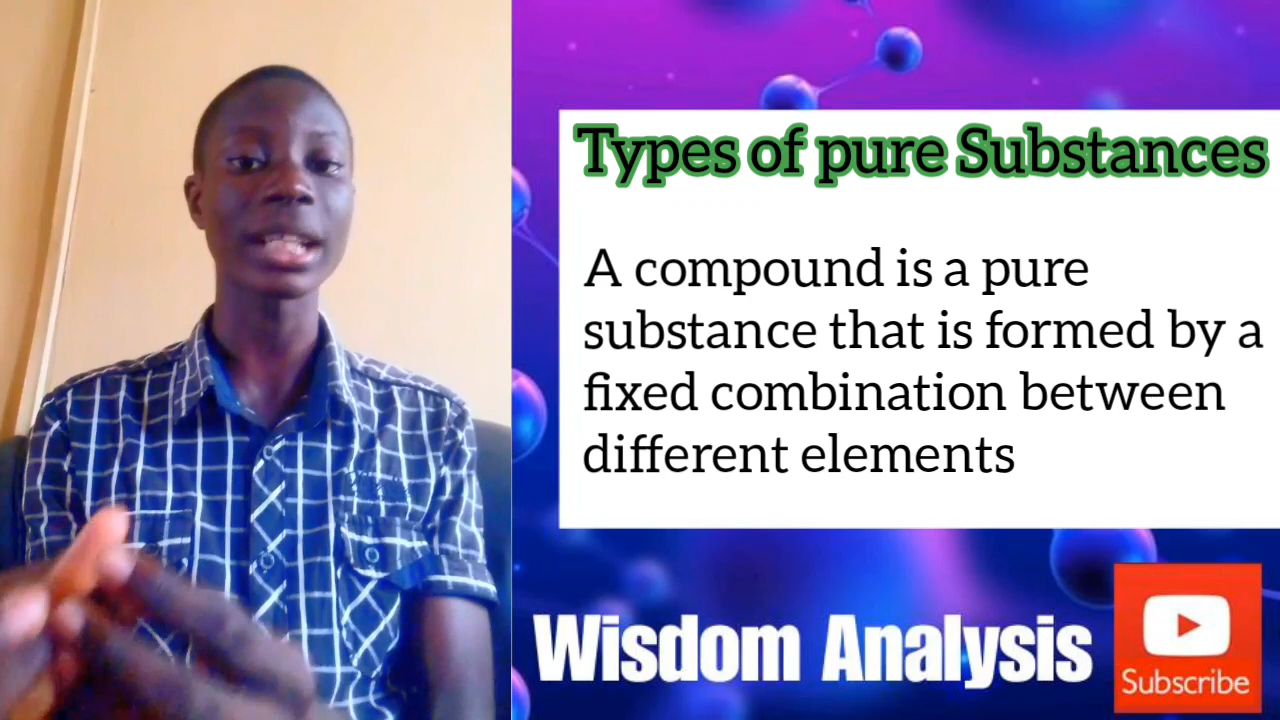 Types of pure Substances
A compound is a pure
substance that is formed by a
fixed combination between
different elements
Wisdom Analysis
Subscribe